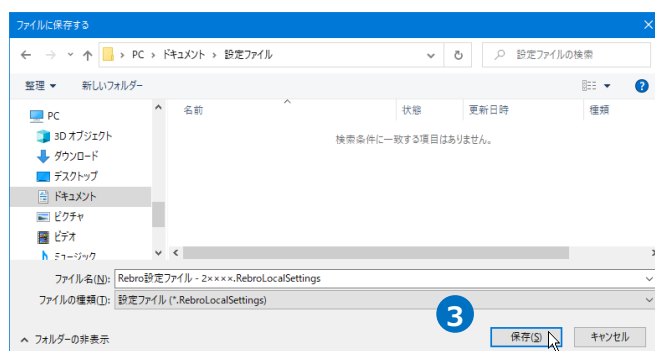 ファイルに保存する
PC › ドキュメント › 設定ファイル
設定ファイルの検索
整理 新しいフォルダー
名前 状態 更新日時 種類
検索条件に一致する項目はありません。
PC
3D オブジェクト
ダウンロード
デスクトップ
ドキュメント
ピクチャ
ビデオ
ミュージック
ファイル名(N): Rebro設定ファイル - 2××××.RebroLocalSettings
ファイルの種類(T): 設定ファイル (*.RebroLocalSettings)
3
フォルダーの非表示 保存(S) キャンセル